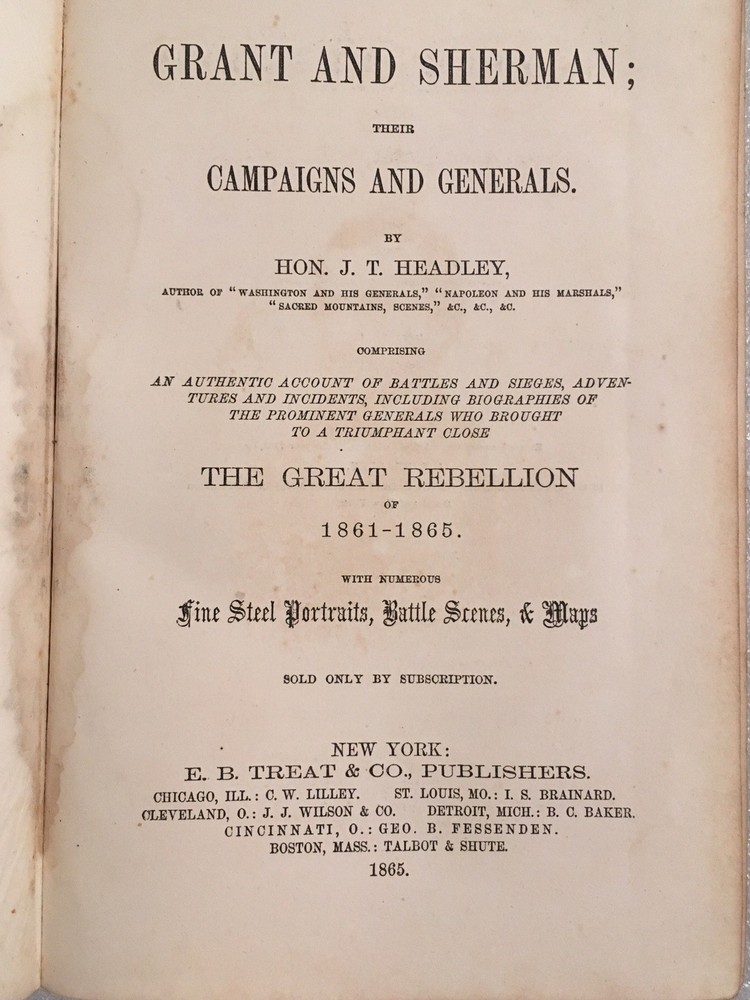 GRANT AND SHERMAN;
THEIR
CAMPAIGNS AND GENERALS.
BY
HON. J. T. HEADLEY,
AUTHOR OF "WASHINGTON AND HIS GENERALS," "NAPOLEON AND HIS MARSHALS,"
"SACRED MOUNTAINS, SCENES," &C., &C., &C.
COMPRISING
AN AUTHENTIC ACCOUNT OF BATTLES AND SIEGES, ADVEN-
TURES AND INCIDENTS, INCLUDING BIOGRAPHIES OF
THE PROMINENT GENERALS WHO BROUGHT
TO A TRIUMPHANT CLOSE
THE GREAT REBELLION
OF
1861-1865.
WITH NUMEROUS
Fine Steel Portraits, Battle Scenes, & Maps
SOLD ONLY BY SUBSCRIPTION.
NEW YORK:
E. B. TREAT & CO., PUBLISHERS.
CHICAGO, ILL.: C. W. LILLEY. ST. LOUIS, MO.: I. S. BRAINARD.
CLEVELAND, O.: J. J. WILSON & CO. DETROIT, MICH.: B. C. BAKER.
CINCINNATI, O.: GEO. B. FESSENDEN.
BOSTON, MASS.: TALBOT & SHUTE.
1865.